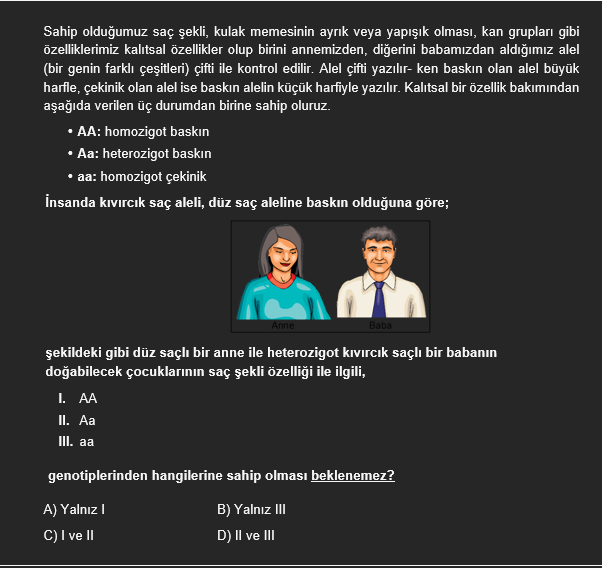 Sahip olduğumuz saç şekli, kulak memesinin ayrık veya yapışık olması, kan grupları gibi
özelliklerimiz kalıtsal özellikler olup birini annemizden, diğerini babamızdan aldığımız alel
(bir genin farklı çeşitleri) çifti ile kontrol edilir. Alel çifti yazılır- ken baskın olan alel büyük
harfle, çekinik olan alel ise baskın alelin küçük harfiyle yazılır. Kalıtsal bir özellik bakımından
aşağıda verilen üç durumdan birine sahip oluruz.
• AA: homozigot baskın
• Aa: heterozigot baskın
• aa: homozigot çekinik
İnsanda kıvırcık saç aleli, düz saç aleline baskın olduğuna göre;
Anne Baba
şekildeki gibi düz saçlı bir anne ile heterozigot kıvırcık saçlı bir babanın
doğabilecek çocuklarının saç şekli özelliği ile ilgili,
I. AA
II. Aa
III. aa
genotiplerinden hangilerine sahip olması beklenemez?
A) Yalnız I B) Yalnız III
C) I ve II D) II ve III